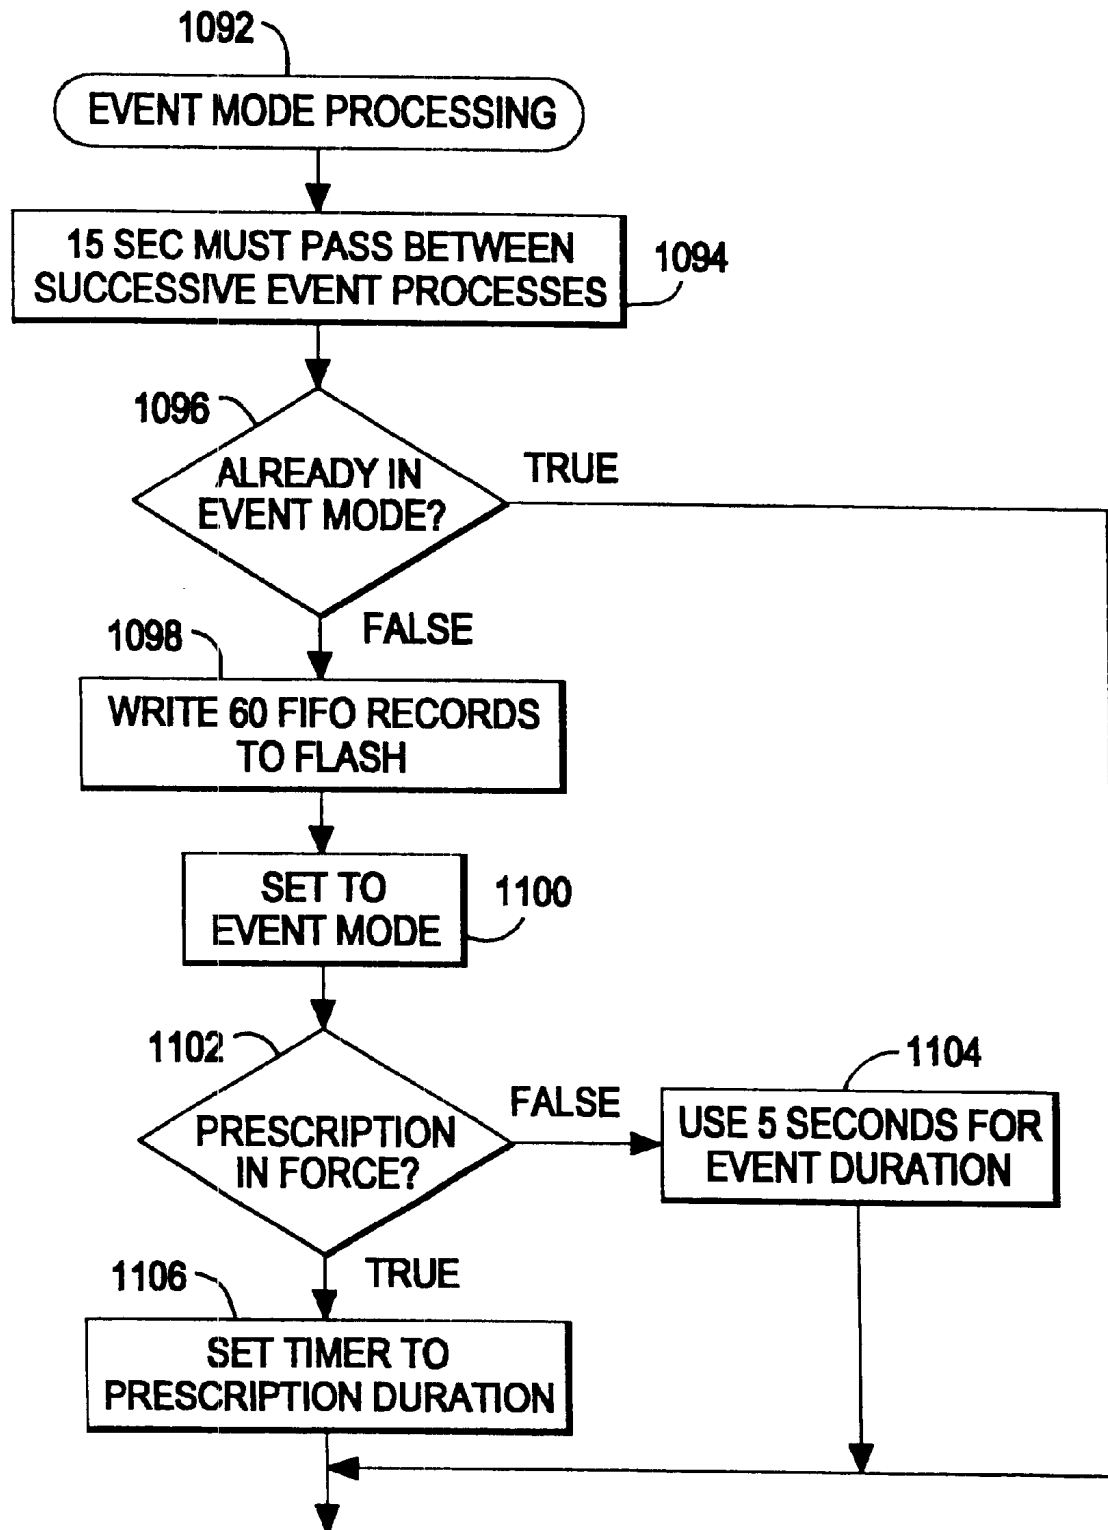 1092
EVENT MODE PROCESSING
15 SEC MUST PASS BETWEEN
SUCCESSIVE EVENT PROCESSES
1094
1096
ALREADY IN
EVENT MODE?
TRUE
FALSE
1098
WRITE 60 FIFO RECORDS
TO FLASH
SET TO
EVENT MODE
1100
1102
PRESCRIPTION
IN FORCE?
FALSE
1104
USE 5 SECONDS FOR
EVENT DURATION
TRUE
1106
SET TIMER TO
PRESCRIPTION DURATION